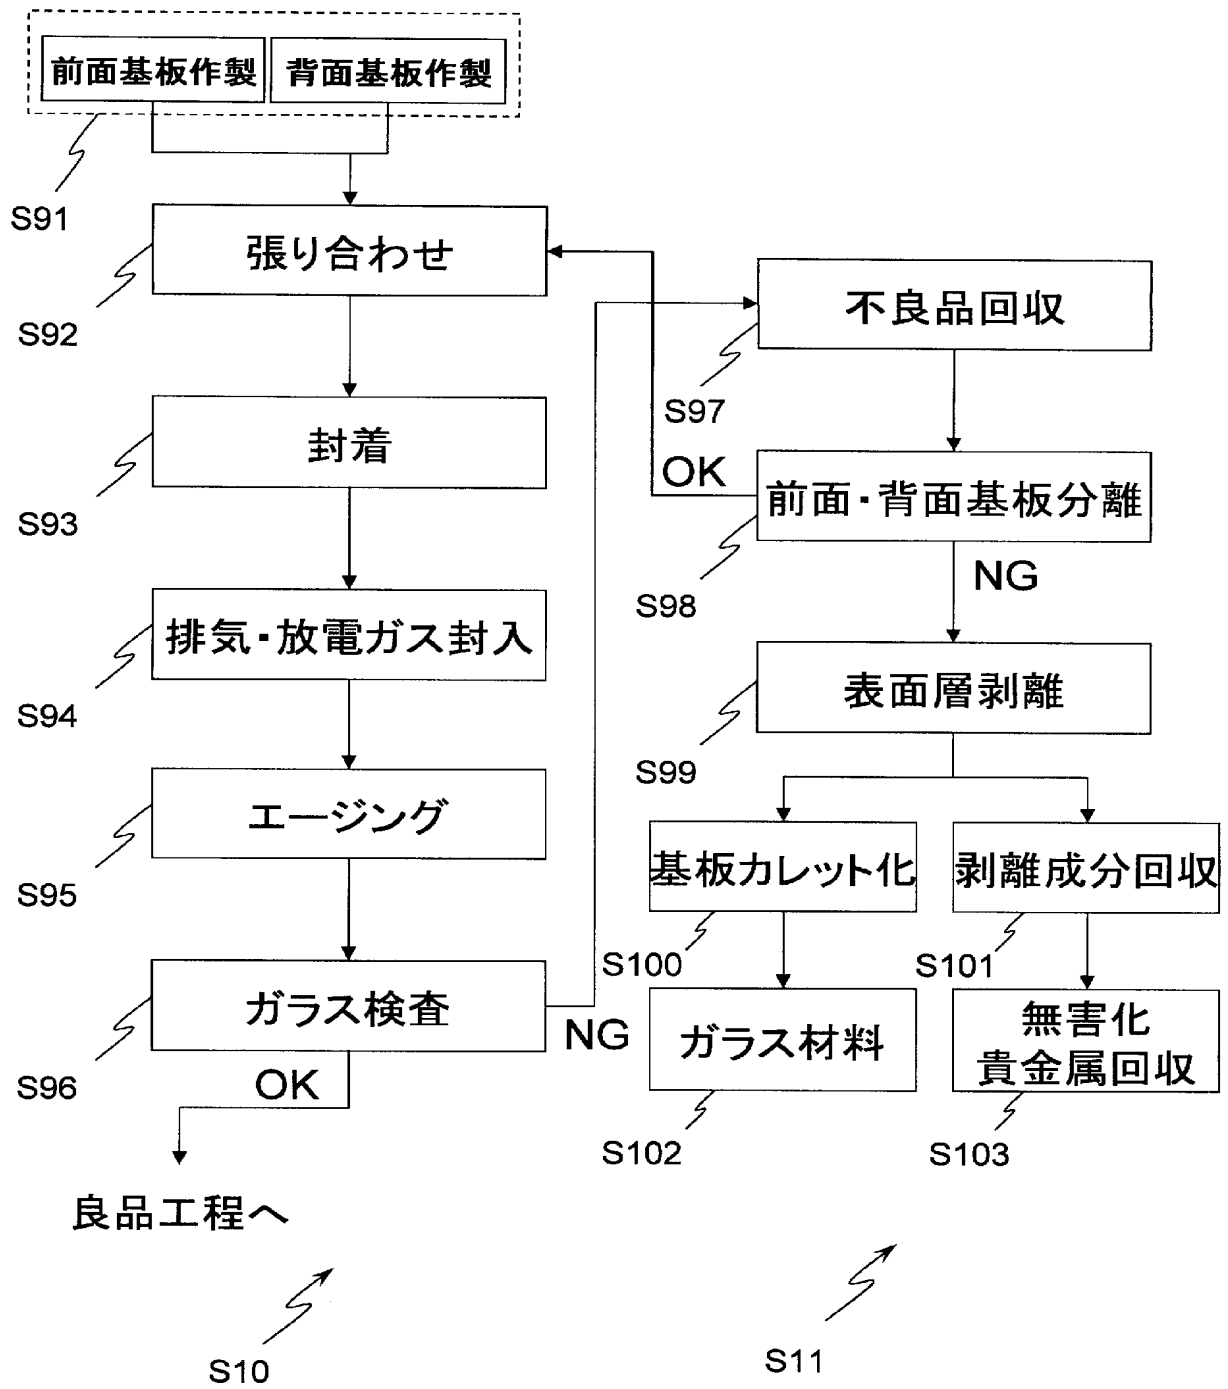 前面基板作製
背面基板作製
S91
張り合わせ
S92
封着
S93
排気・放電ガス封入
S94
エージング
S95
ガラス検査
S96
NG
OK
良品工程へ
S10
不良品回収
S97
OK
前面・背面基板分離
S98
NG
表面層剥離
S99
基板カレット化
S100
剥離成分回収
S101
ガラス材料
S102
無害化
貴金属回収
S103
S11